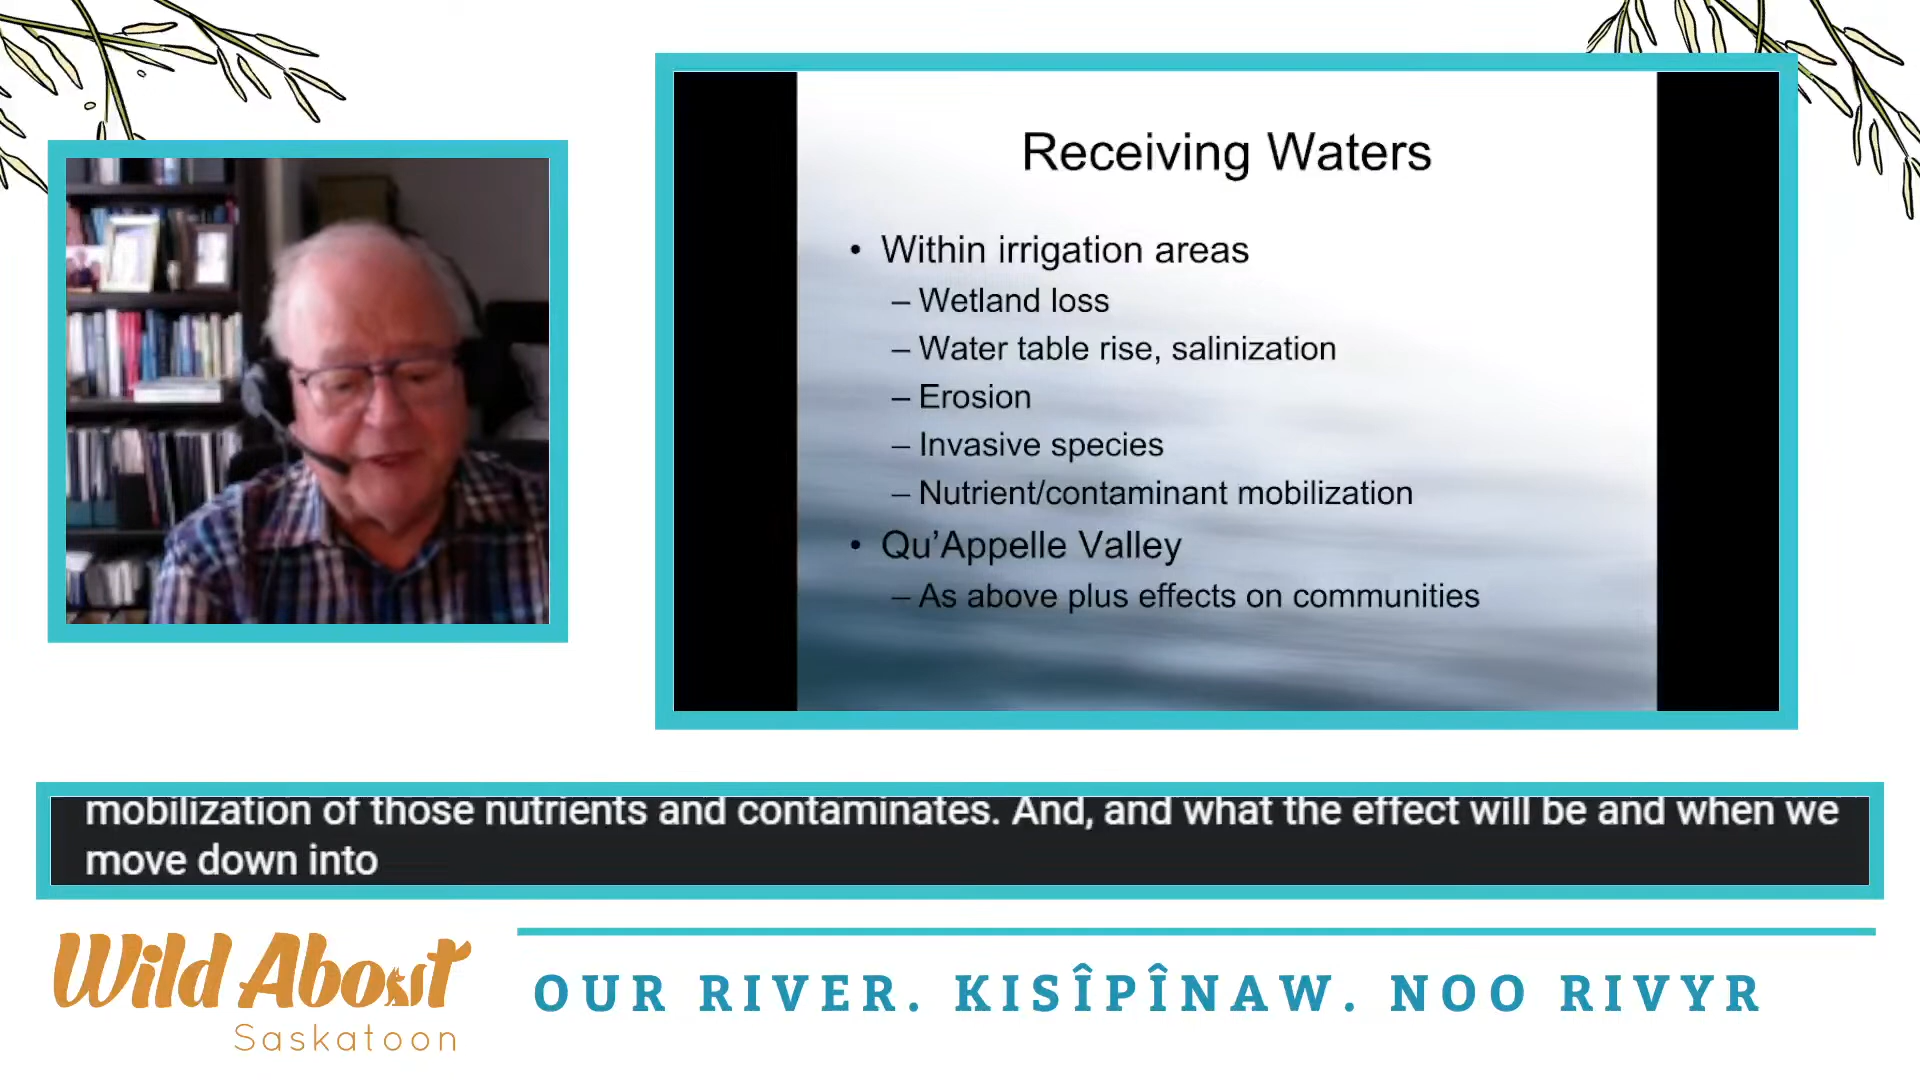 Receiving Waters
• Within irrigation areas
– Wetland loss
– Water table rise, salinization
– Erosion
– Invasive species
– Nutrient/contaminant mobilization
• Qu’Appelle Valley
– As above plus effects on communities
mobilization of those nutrients and contaminates. And, and what the effect will be and when we
move down into
Wild About
Saskatoon
OUR RIVER. KISÎPÎNAW. NOO RIVYR